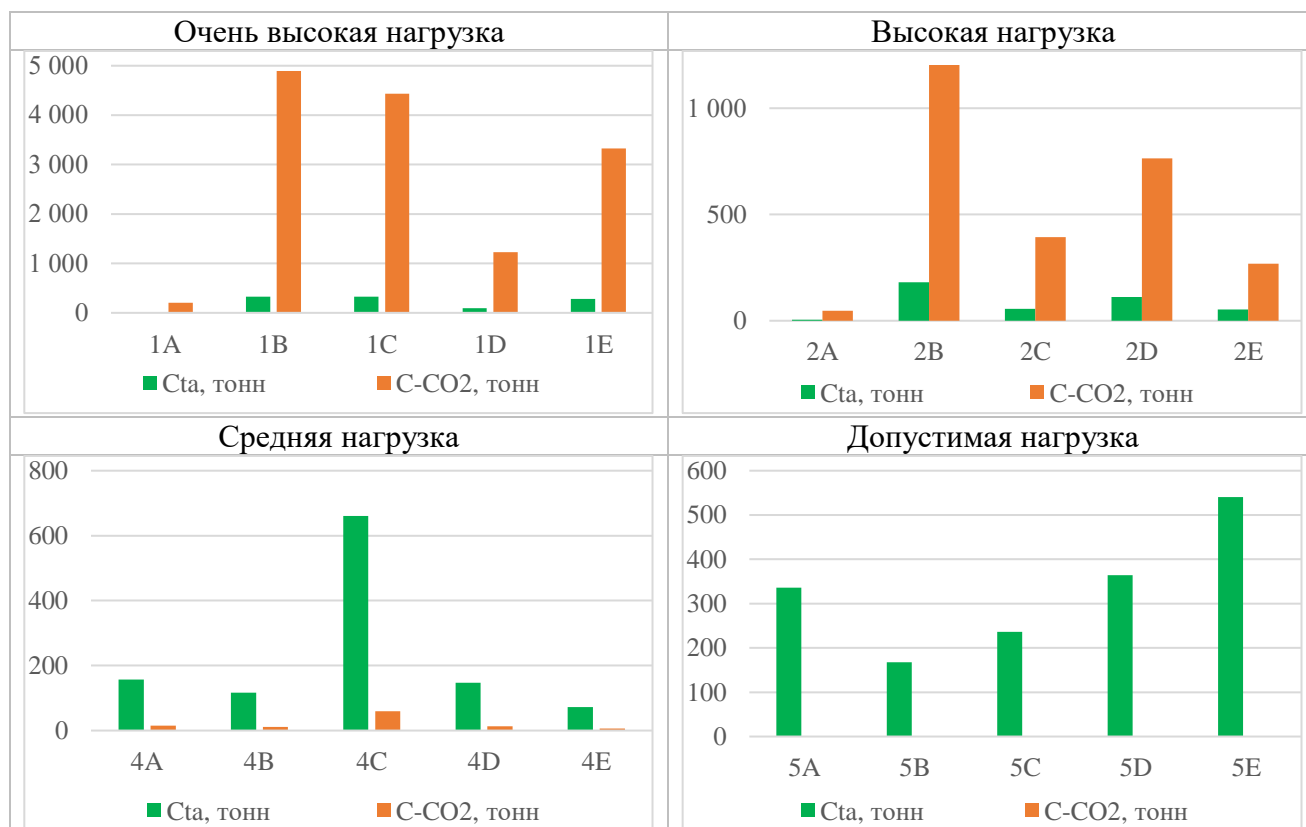 Очень высокая нагрузка
5 000
4 000
3 000
2 000
1 000
0
1A 1B 1C 1D 1E
Cta, тонн C-CO2, тонн
Высокая нагрузка
1 000
500
0
2A 2B 2C 2D 2E
Cta, тонн C-CO2, тонн
Средняя нагрузка
800
600
400
200
0
4A 4B 4C 4D 4E
Cta, тонн C-CO2, тонн
Допустимая нагрузка
600
500
400
300
200
100
0
5A 5B 5C 5D 5E
Cta, тонн C-CO2, тонн